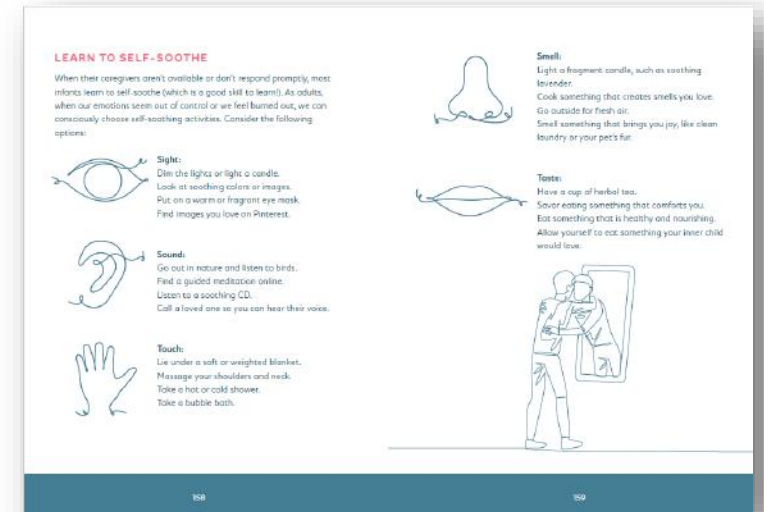 LEARN TO SELF-SOOTHE
When their caregivers aren't available or don't respond promptly, most
infants learn to self-soothe (which is a good skill to learn!). As adults,
when our emotions seem out of control or we feel burned out, we can
consciously choose self-soothing activities. Consider the following
options:
Sight:
Dim the lights or light a candle.
Look at soothing colors or images.
Put on a warm or fragrant eye mask.
Find images you love on Pinterest.
Sound:
Go out in nature and listen to birds.
Find a guided meditation online.
Listen to a soothing CD.
Call a loved one so you can hear their voice.
Touch:
Lie under a soft or weighted blanket.
Massage your shoulders and neck.
Take a hot or cold shower.
Take a bubble bath.
158
Smell:
Light a fragment candle, such as soothing
lavender.
Cook something that creates smells you love.
Go outside for fresh air.
Smell something that brings you joy, like clean
laundry or your pet's fur.
Taste:
Have a cup of herbal tea.
Savor eating something that comforts you.
Eat something that is healthy and nourishing.
Allow yourself to eat something your inner child
would love.
159